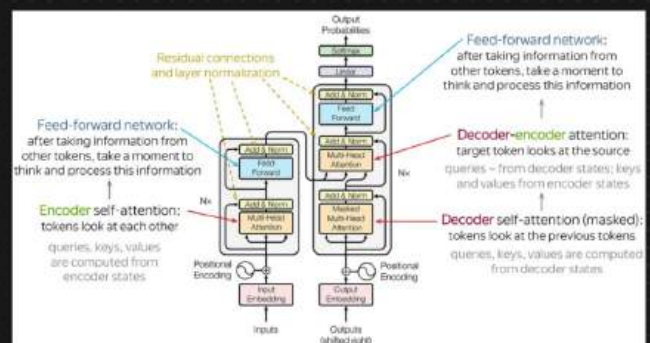 Output
Probabilities
Softmax
Linear
Add & Norm
Feed
Forward
Add & Norm
Multi-Head
Attention
Add & Norm
Masked
Multi-Head
Attention
Nx
Positional
Encoding
Output
Embedding
Outputs
(shifted right)
Residual connections
and layer normalization
Feed-forward network:
after taking information from
other tokens, take a moment to
think and process this information
Encoder self-attention:
tokens look at each other
queries, keys, values
are computed from
encoder states
Add & Norm
Feed
Forward
Nx
Add & Norm
Multi-Head
Attention
Positional
Encoding
Input
Embedding
Inputs
Feed-forward network:
after taking information from
other tokens, take a moment to
think and process this information
Decoder-encoder attention:
target token looks at the source
queries – from decoder states; keys
and values from encoder states
Decoder self-attention (masked):
tokens look at the previous tokens
queries, keys, values are computed
from decoder states